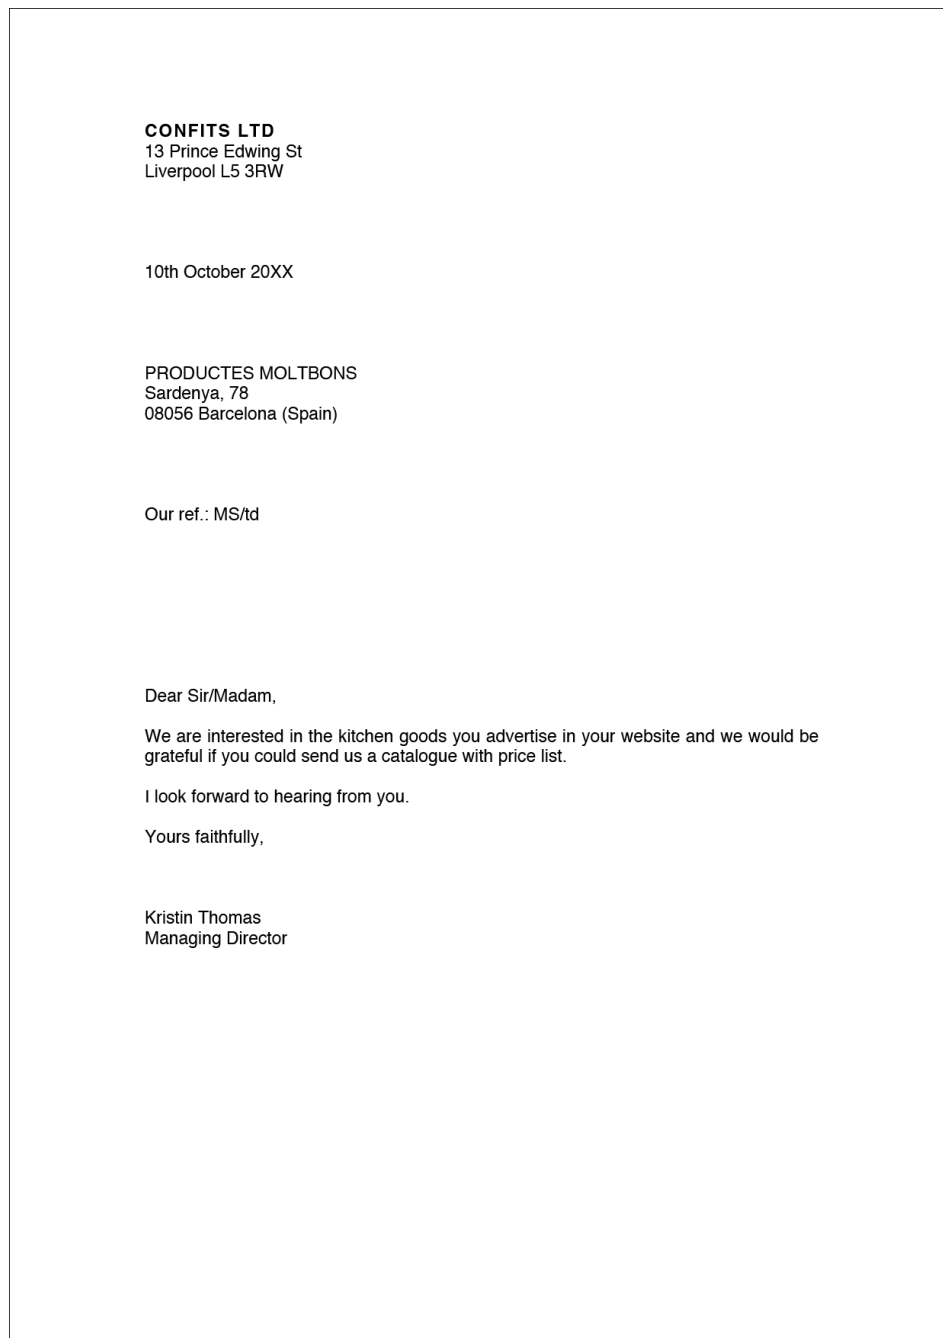 CONFITS LTD
13 Prince Edwing St
Liverpool L5 3RW
10th October 20XX
PRODUCTES MOLTBONS
Sardenya, 78
08056 Barcelona (Spain)
Our ref.: MS/td
Dear Sir/Madam,
We are interested in the kitchen goods you advertise in your website and we would be
grateful if you could send us a catalogue with price list.
I look forward to hearing from you.
Yours faithfully,
Kristin Thomas
Managing Director